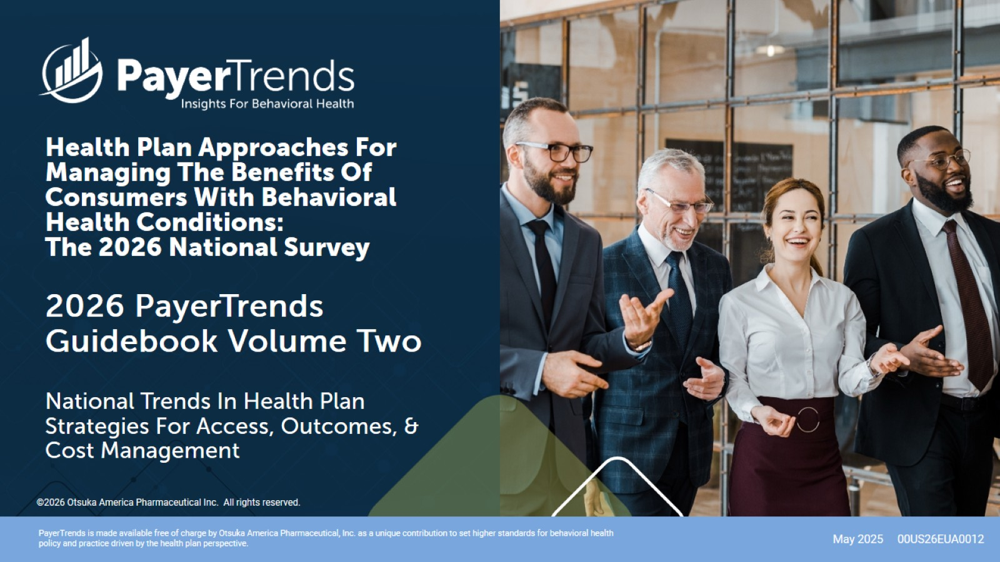 PayerTrends
Insights For Behavioral Health
Health Plan Approaches For
Managing The Benefits Of
Consumers With Behavioral
Health Conditions:
The 2026 National Survey
2026 PayerTrends
Guidebook Volume Two
National Trends In Health Plan
Strategies For Access, Outcomes, &
Cost Management
©2026 Otsuka America Pharmaceutical Inc.  All rights reserved.
PayerTrends is made available free of charge by Otsuka America Pharmaceutical, Inc. as a unique contribution to set higher standards for behavioral health
policy and practice driven by the health plan perspective.
May 2025 00US26EUA0012